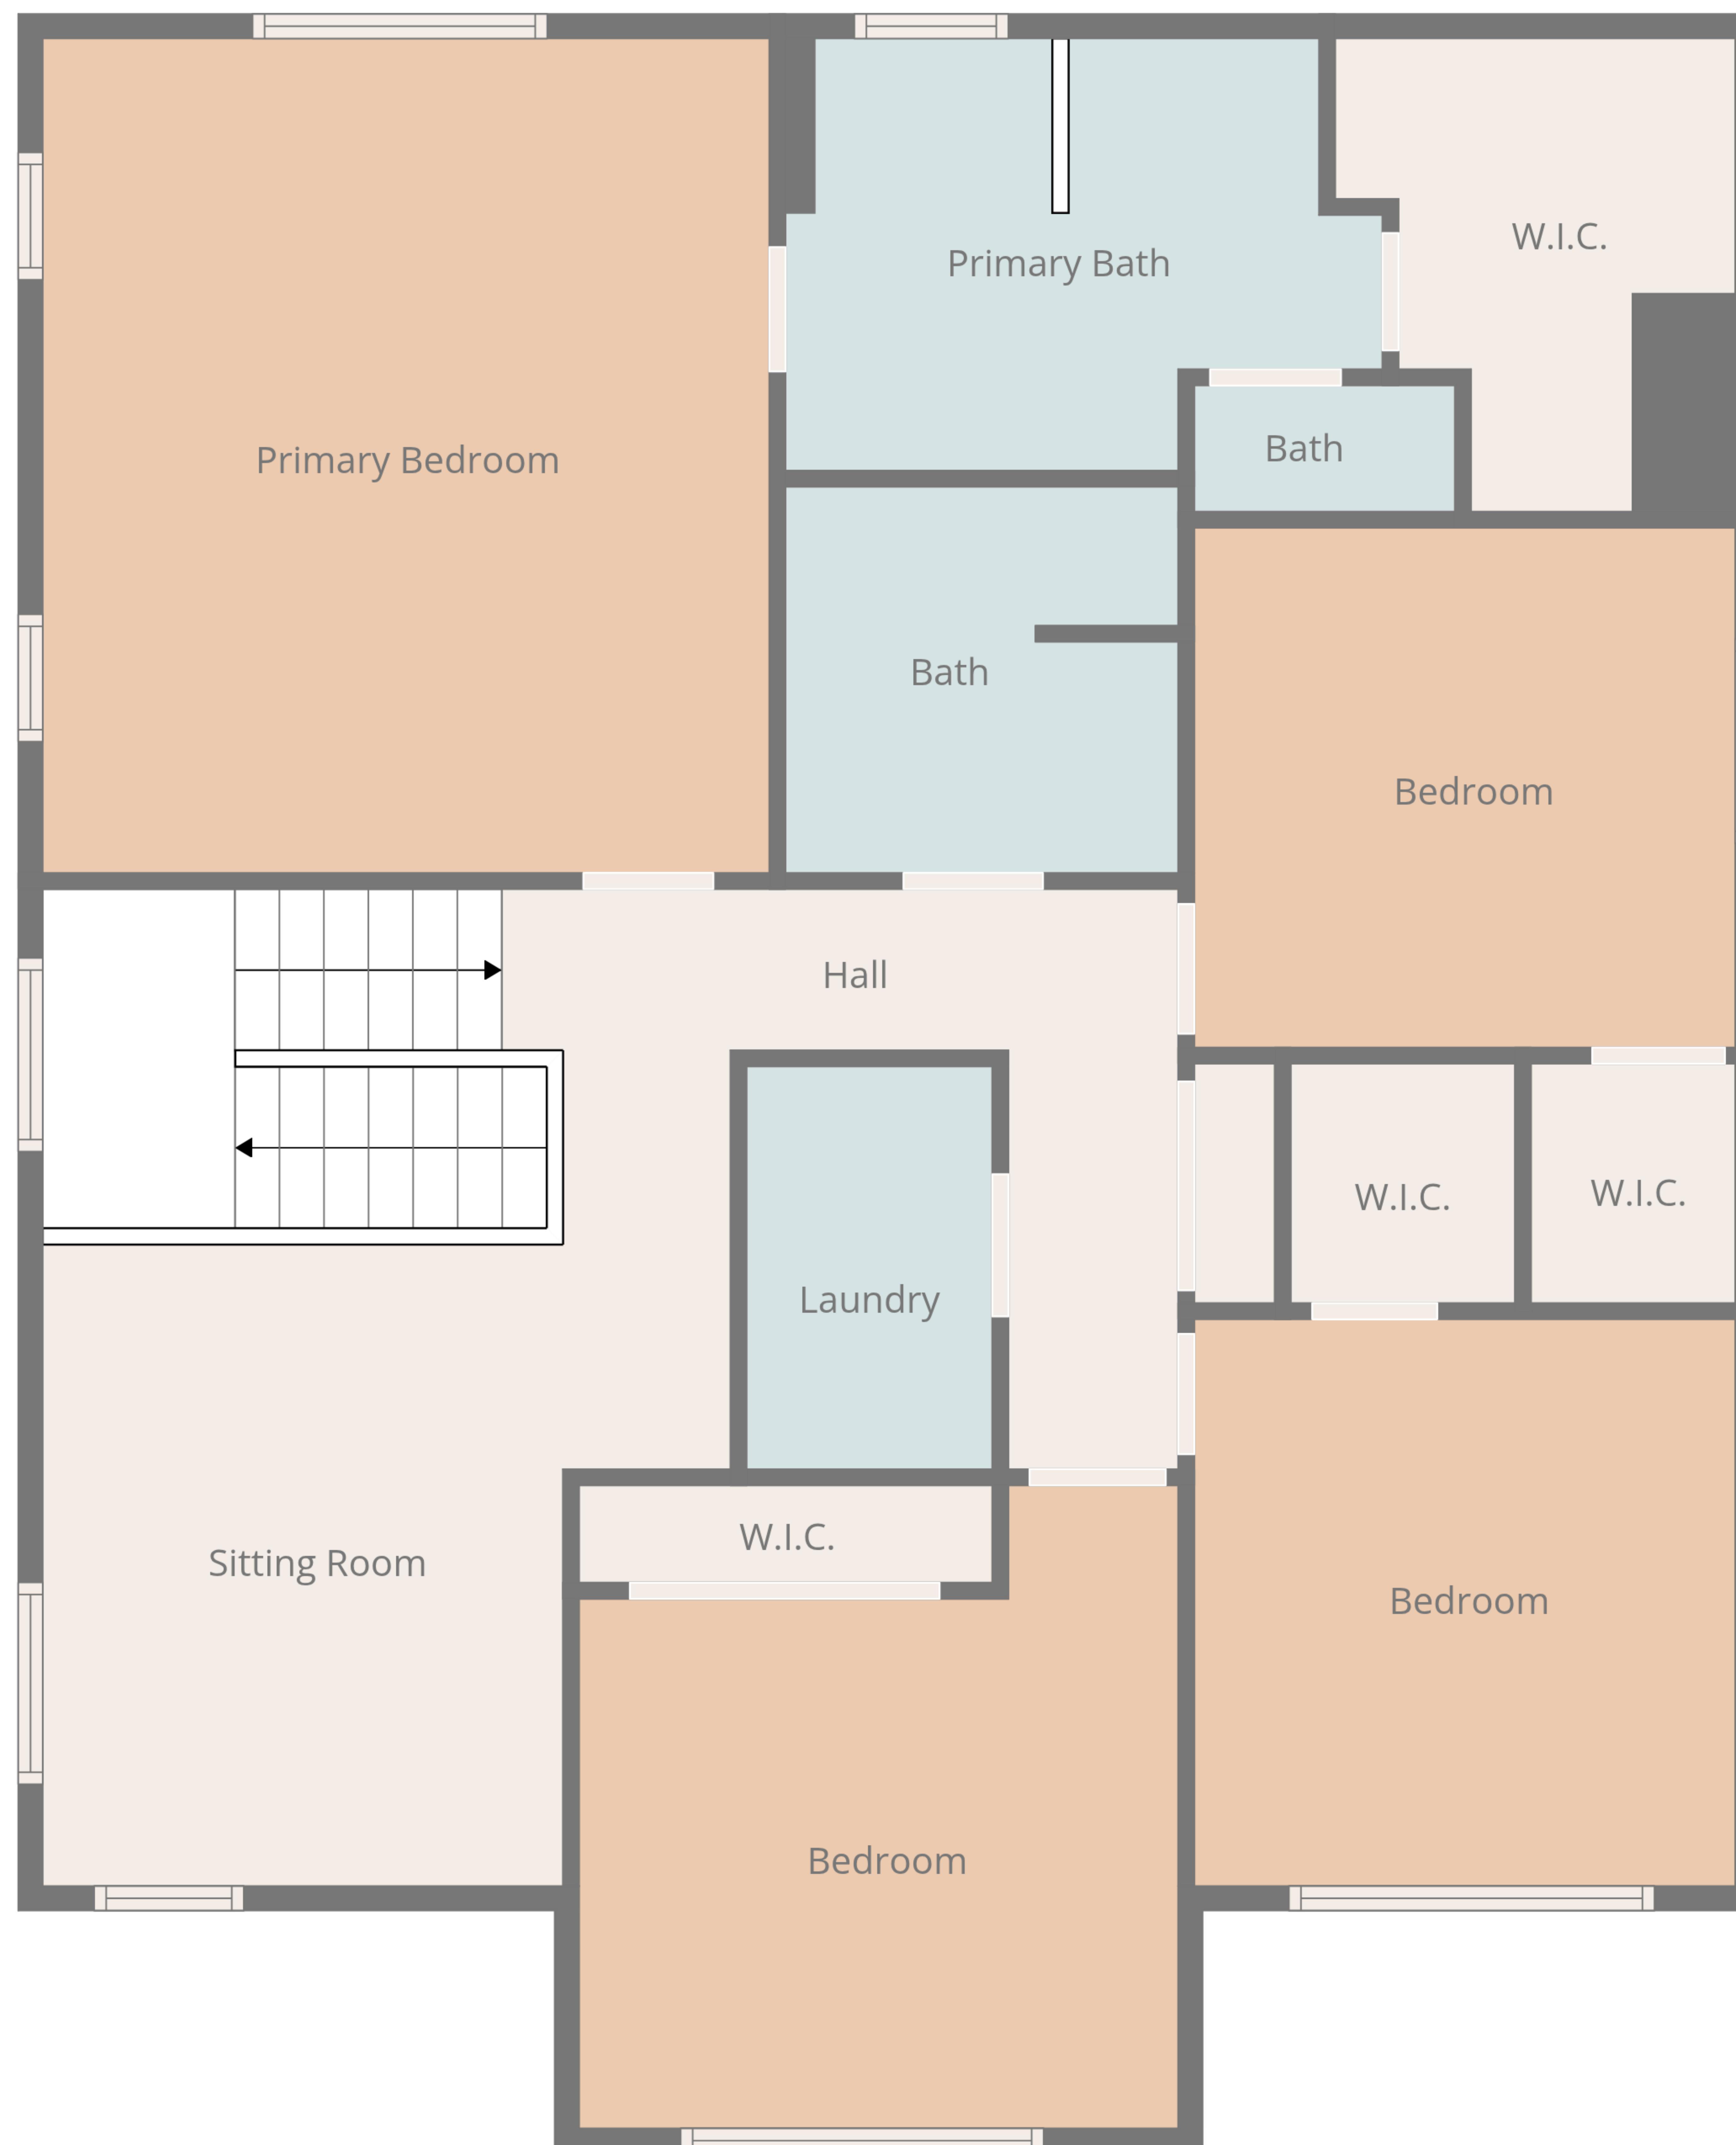 W.I.C.
Primary Bath
Bath
Primary Bedroom
Bath
Bedroom
Hall
W.I.C.
W.I.C.
Laundry
W.I.C.
Sitting Room
Bedroom
Bedroom